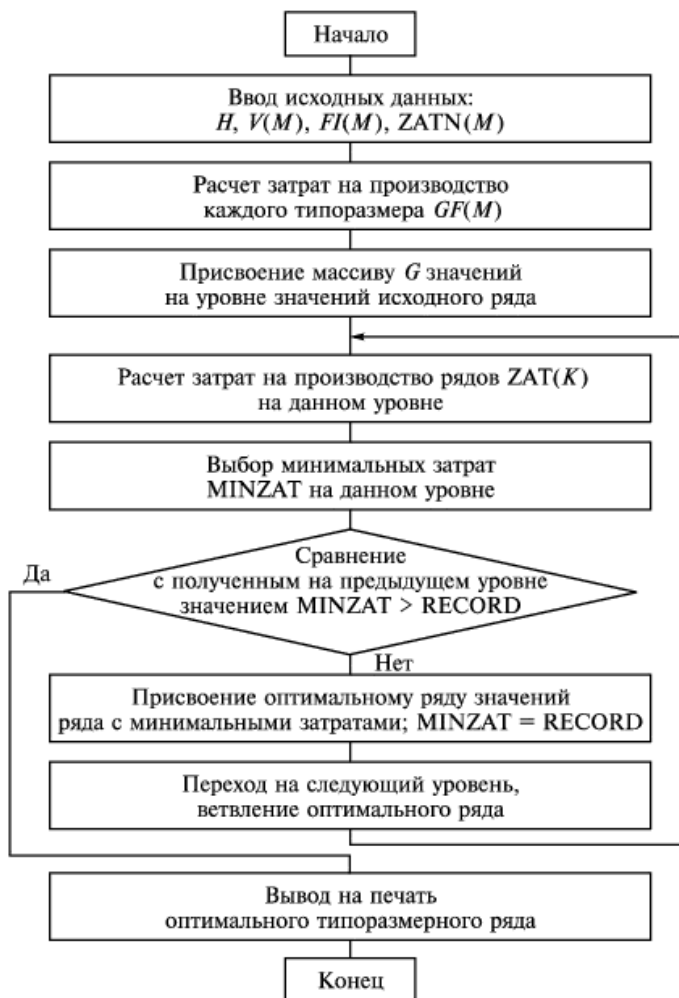 Начало
Ввод исходных данных:
H, V(M), FI(M), ZATN(M)
Расчет затрат на производство
каждого типоразмера GF(M)
Присвоение массиву G значений
на уровне значений исходного ряда
Расчет затрат на производство рядов ZAT(K)
на данном уровне
Выбор минимальных затрат
MINZAT на данном уровне
Да
Сравнение
с полученным на предыдущем уровне
значением MINZAT > RECORD
Нет
Присвоение оптимальному ряду значений
ряда с минимальными затратами; MINZAT = RECORD
Переход на следующий уровень,
ветвление оптимального ряда
Вывод на печать
оптимального типоразмерного ряда
Конец